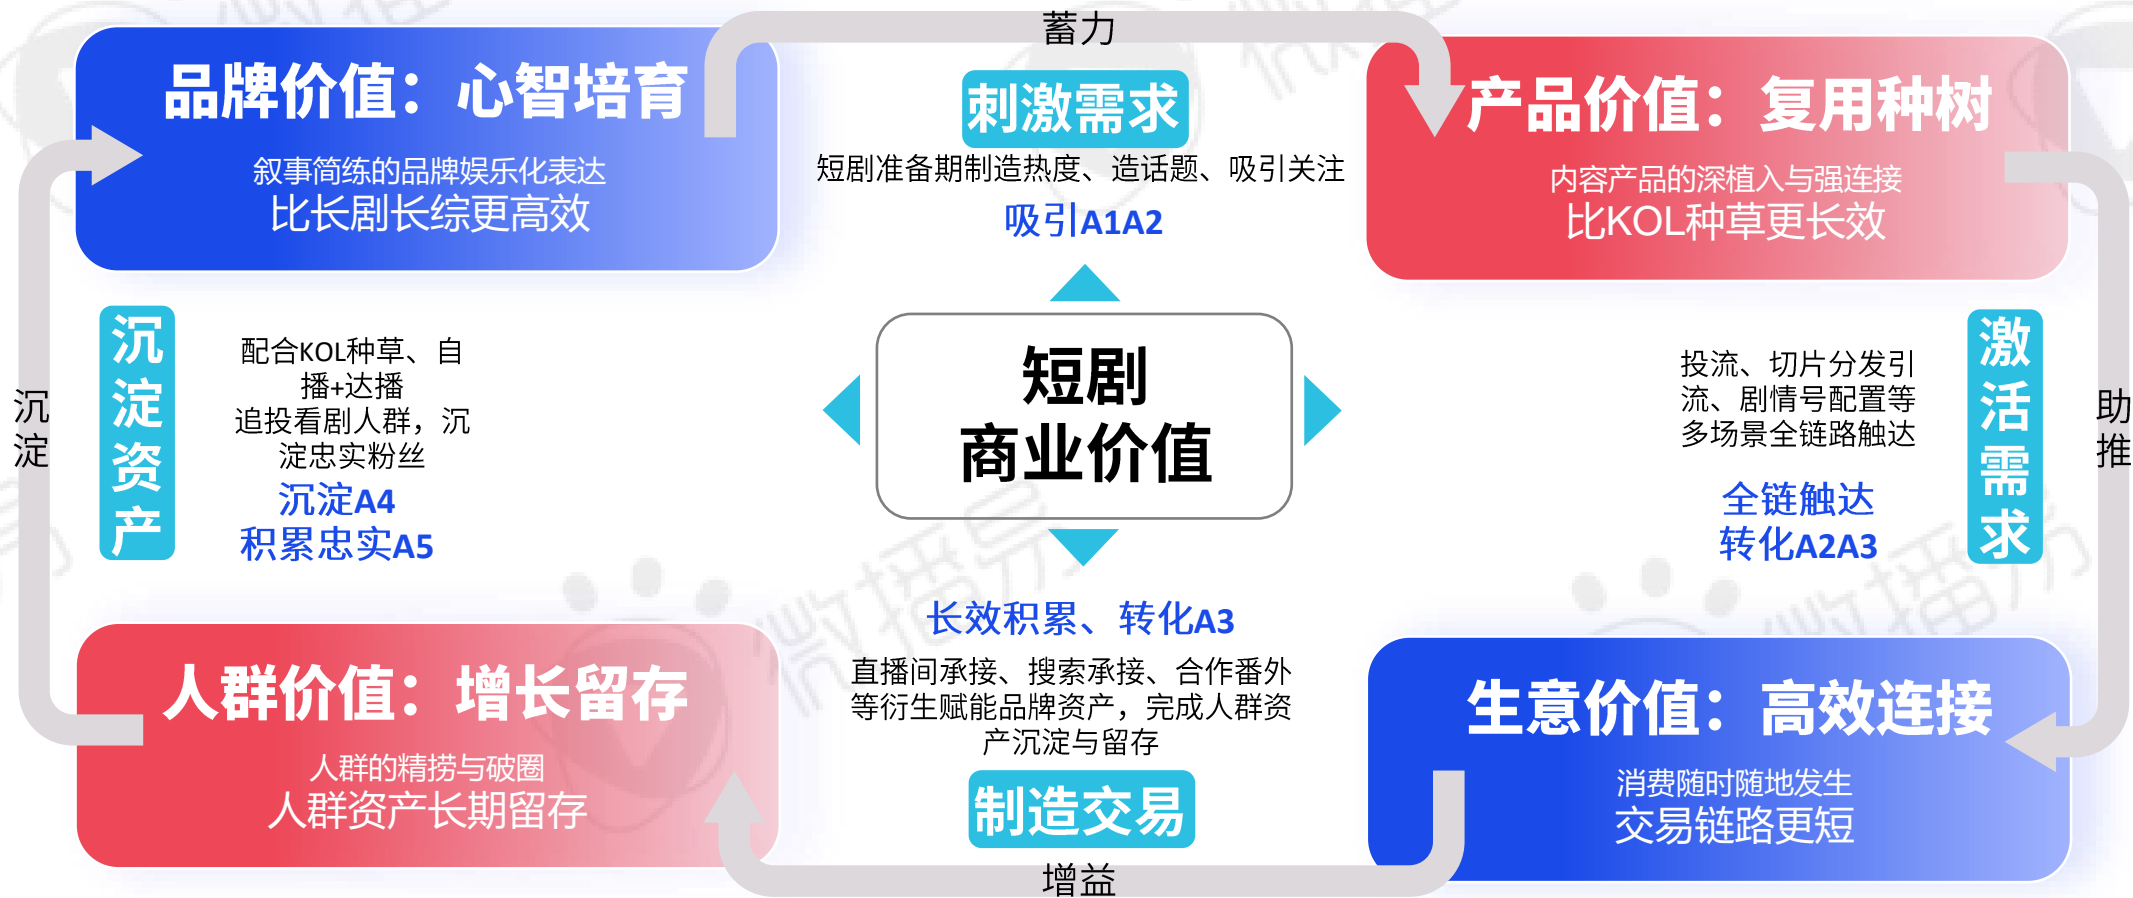 蓄力
品牌价值：心智培育
叙事简练的品牌娱乐化表达
比长剧长综更高效
刺激需求
短剧准备期制造热度、造话题、吸引关注
吸引A1A2
产品价值：复用种树
内容产品的深植入与强连接
比KOL种草更长效
沉淀
沉淀资产
配合KOL种草、自
播+达播
追投看剧人群，沉
淀忠实粉丝
沉淀A4
积累忠实A5
短剧
商业价值
投流、切片分发引
流、剧情号配置等
多场景全链路触达
全链触达
转化A2A3
激活需求
助推
人群价值：增长留存
人群的精捞与破圈
人群资产长期留存
长效积累、转化A3
直播间承接、搜索承接、合作番外
等衍生赋能品牌资产，完成人群资
产沉淀与留存
制造交易
增益
生意价值：高效连接
消费随时随地发生
交易链路更短
微播易
微播易